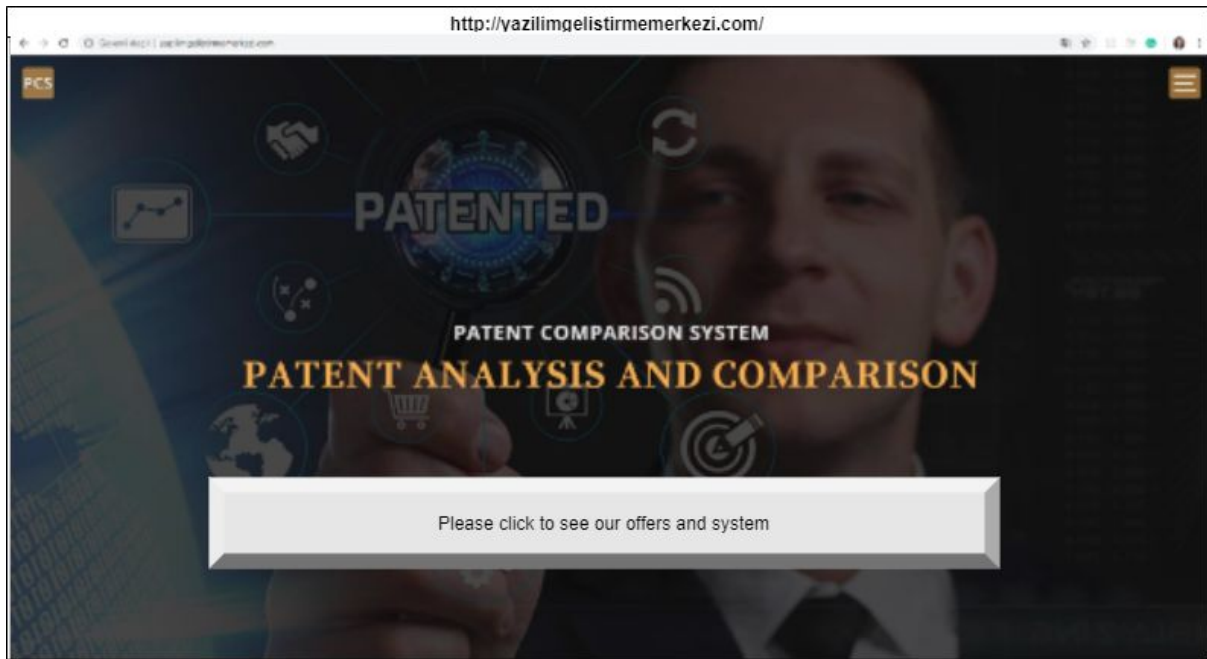 http://yazilimgelistirmemerkezi.com/
PCS
PATENTED
PATENT COMPARISON SYSTEM
PATENT ANALYSIS AND COMPARISON
Please click to see our offers and system